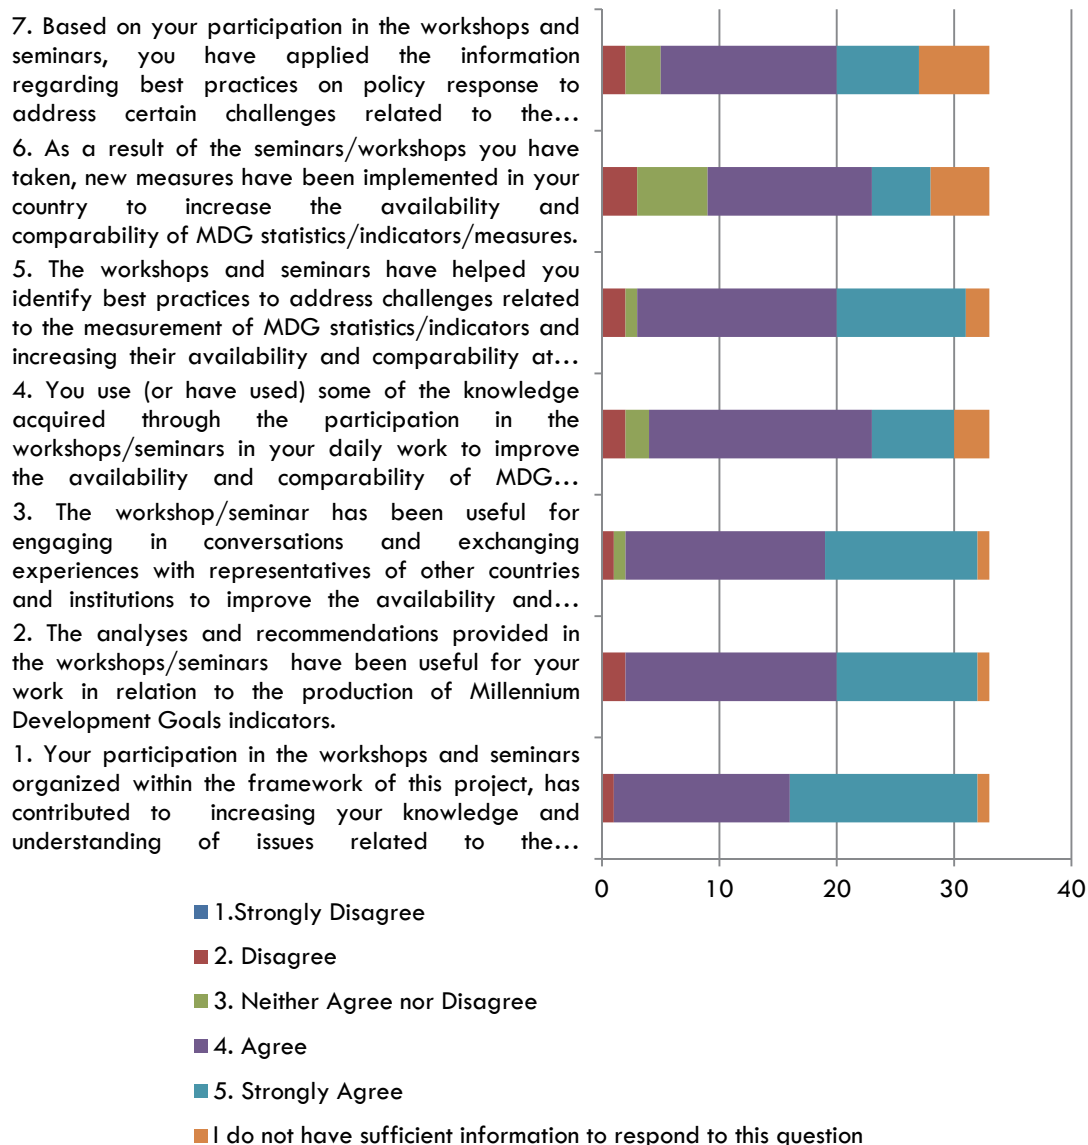 7. Based on your participation in the workshops and
seminars, you have applied the information
regarding best practices on policy response to
address certain challenges related to the…
6. As a result of the seminars/workshops you have
taken, new measures have been implemented in your
country to increase the availability and
comparability of MDG statistics/indicators/measures.
5. The workshops and seminars have helped you
identify best practices to address challenges related
to the measurement of MDG statistics/indicators and
increasing their availability and comparability at…
4. You use (or have used) some of the knowledge
acquired through the participation in the
workshops/seminars in your daily work to improve
the availability and comparability of MDG…
3. The workshop/seminar has been useful for
engaging in conversations and exchanging
experiences with representatives of other countries
and institutions to improve the availability and…
2. The analyses and recommendations provided in
the workshops/seminars have been useful for your
work in relation to the production of Millennium
Development Goals indicators.
1. Your participation in the workshops and seminars
organized within the framework of this project, has
contributed to increasing your knowledge and
understanding of issues related to the…
0 10 20 30 40
1.Strongly Disagree
2. Disagree
3. Neither Agree nor Disagree
4. Agree
5. Strongly Agree
I do not have sufficient information to respond to this question